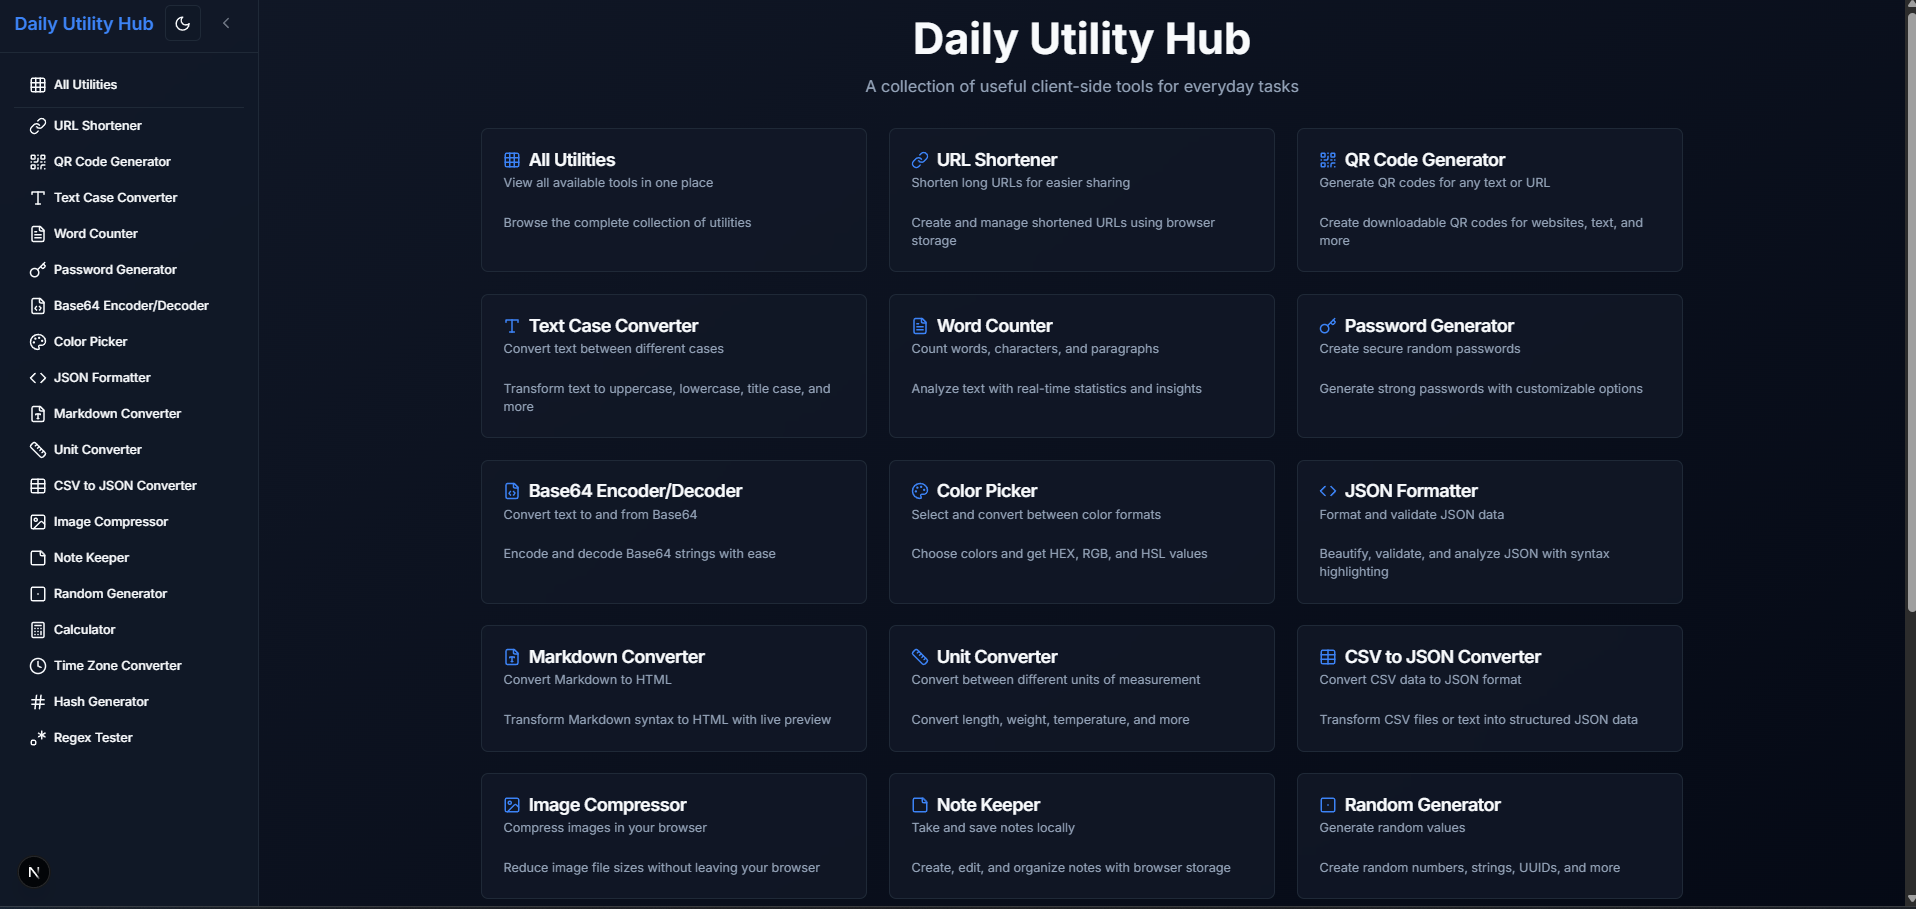 Daily Utility Hub
All Utilities
URL Shortener
QR Code Generator
Text Case Converter
Word Counter
Password Generator
Base64 Encoder/Decoder
Color Picker
JSON Formatter
Markdown Converter
Unit Converter
CSV to JSON Converter
Image Compressor
Note Keeper
Random Generator
Calculator
Time Zone Converter
Hash Generator
Regex Tester
N
Daily Utility Hub
A collection of useful client-side tools for everyday tasks
All Utilities
View all available tools in one place
Browse the complete collection of utilities
URL Shortener
Shorten long URLs for easier sharing
Create and manage shortened URLs using browser
storage
QR Code Generator
Generate QR codes for any text or URL
Create downloadable QR codes for websites, text, and
more
Text Case Converter
Convert text between different cases
Transform text to uppercase, lowercase, title case, and
more
Word Counter
Count words, characters, and paragraphs
Analyze text with real-time statistics and insights
Password Generator
Create secure random passwords
Generate strong passwords with customizable options
Base64 Encoder/Decoder
Convert text to and from Base64
Encode and decode Base64 strings with ease
Color Picker
Select and convert between color formats
Choose colors and get HEX, RGB, and HSL values
JSON Formatter
Format and validate JSON data
Beautify, validate, and analyze JSON with syntax
highlighting
Markdown Converter
Convert Markdown to HTML
Transform Markdown syntax to HTML with live preview
Unit Converter
Convert between different units of measurement
Convert length, weight, temperature, and more
CSV to JSON Converter
Convert CSV data to JSON format
Transform CSV files or text into structured JSON data
Image Compressor
Compress images in your browser
Reduce image file sizes without leaving your browser
Note Keeper
Take and save notes locally
Create, edit, and organize notes with browser storage
Random Generator
Generate random values
Create random numbers, strings, UUIDs, and more